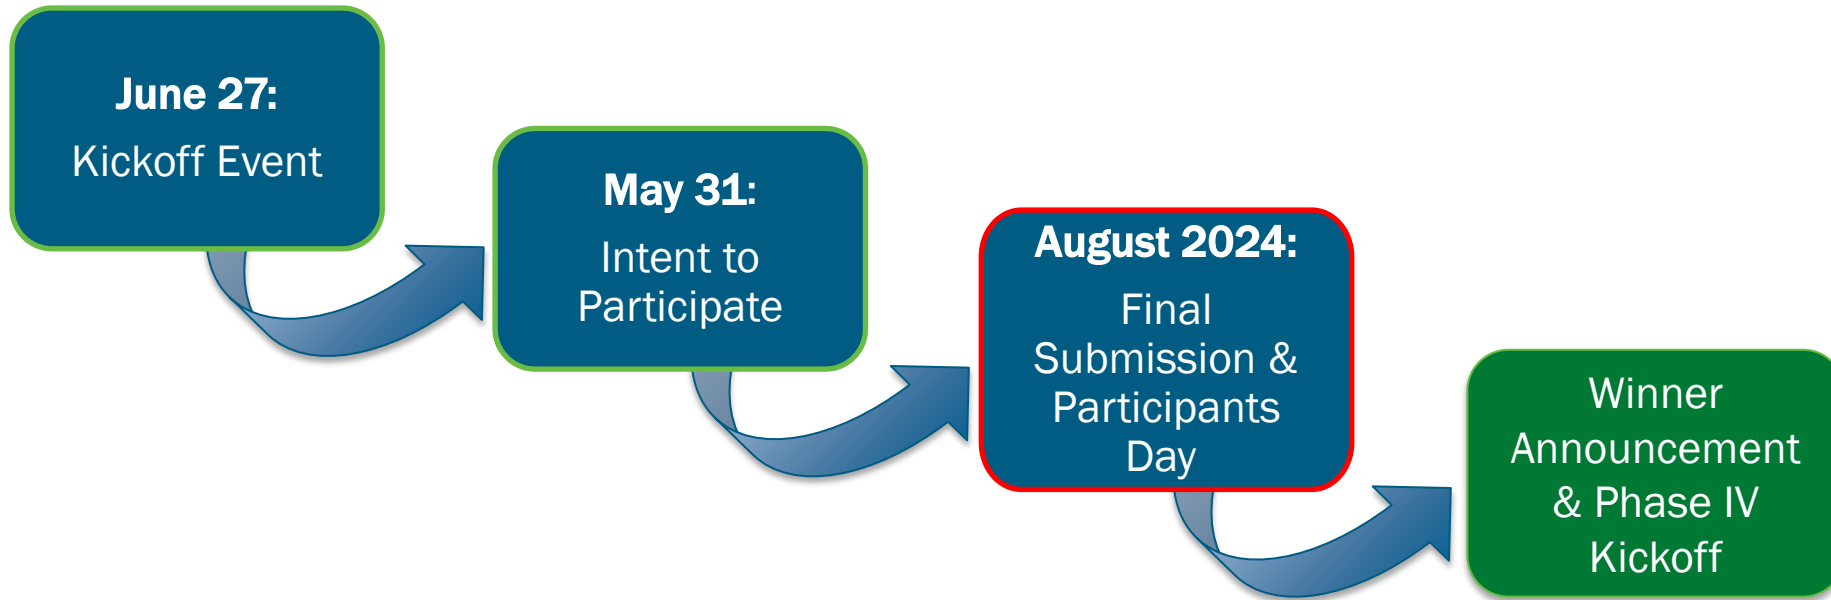 June 27:
Kickoff Event
May 31:
Intent to
Participate
August 2024:
Final
Submission &
Participants
Day
Winner
Announcement
& Phase IV
Kickoff